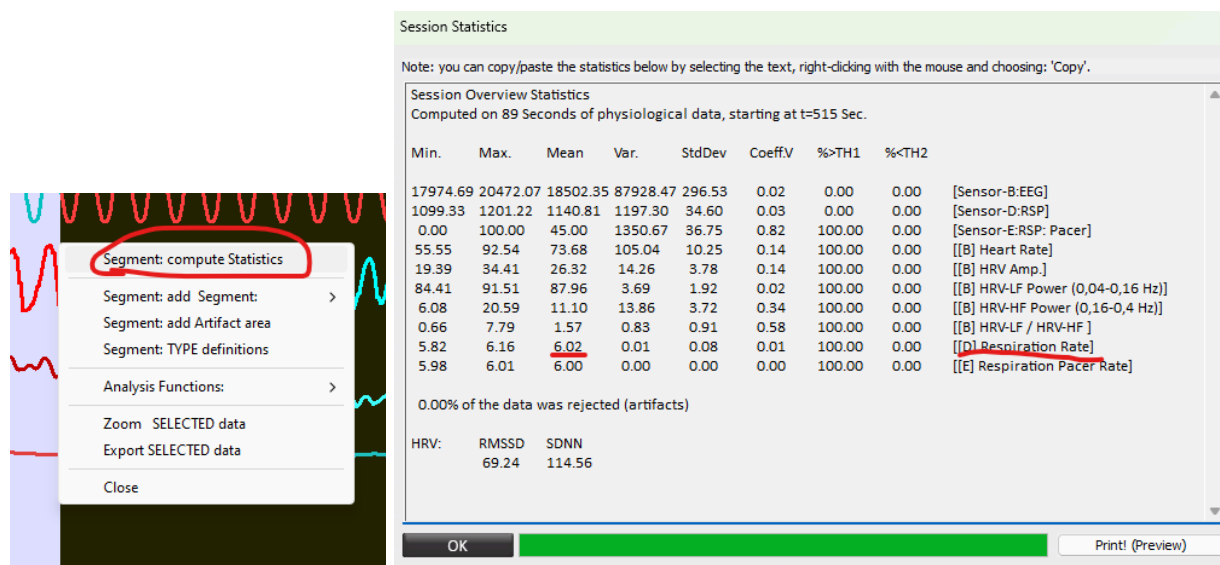 Segment: compute Statistics
Segment: add Segment:
Segment: add Artifact area
Segment: TYPE definitions
Analysis Functions:
Zoom SELECTED data
Export SELECTED data
Close
Session Statistics
Note: you can copy/paste the statistics below by selecting the text, right-clicking with the mouse and choosing: 'Copy'.
Session Overview Statistics
Computed on 89 Seconds of physiological data, starting at t=515 Sec.
Min. Max. Mean Var. StdDev Coeff.V %>TH1 %<TH2
17974.69 20472.07 18502.35 87928.47 296.53 0.02 0.00 0.00 [Sensor-B:EEG]
1099.33 1201.22 1140.81 1197.30 34.60 0.03 0.00 0.00 [Sensor-D:RSP]
0.00 100.00 45.00 1350.67 36.75 0.82 100.00 0.00 [Sensor-E:RSP: Pacer]
55.55 92.54 73.68 105.04 10.25 0.14 100.00 0.00 [[B] Heart Rate]
19.39 34.41 26.32 14.26 3.78 0.14 100.00 0.00 [[B] HRV Amp.]
84.41 91.51 87.96 3.69 1.92 0.02 100.00 0.00 [[B] HRV-LF Power (0,04-0,16 Hz)]
6.08 20.59 11.10 13.86 3.72 0.34 100.00 0.00 [[B] HRV-HF Power (0,16-0,4 Hz)]
0.66 7.79 1.57 0.83 0.91 0.58 100.00 0.00 [[B] HRV-LF / HRV-HF ]
5.82 6.16 6.02 0.01 0.08 0.01 100.00 0.00 [[D] Respiration Rate]
5.98 6.01 6.00 0.00 0.00 0.00 100.00 0.00 [[E] Respiration Pacer Rate]
0.00% of the data was rejected (artifacts)
HRV: RMSSD SDNN
69.24 114.56
OK
Print! (Preview)